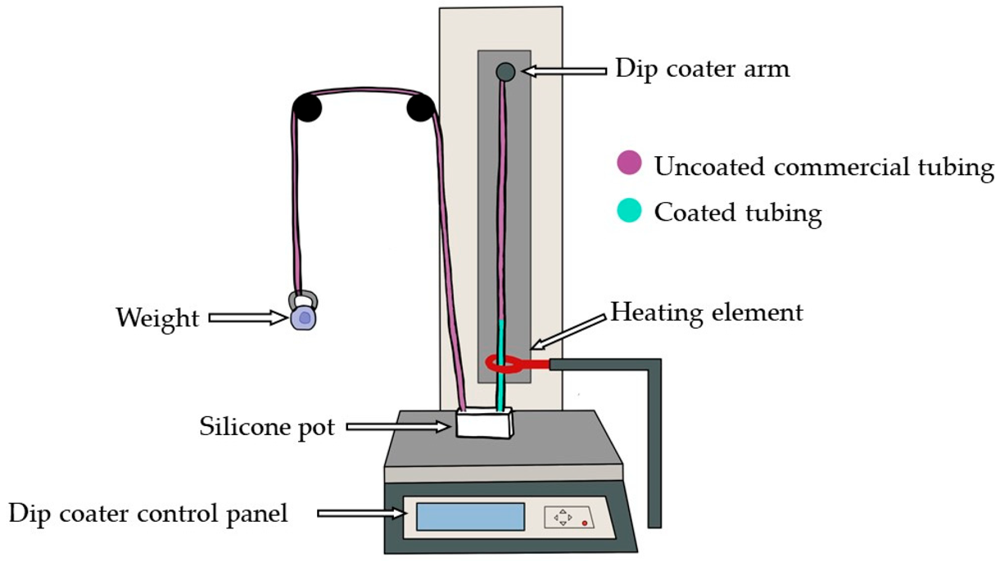 Dip coater arm
Uncoated commercial tubing
Coated tubing
Heating element
Weight
Silicone pot
Dip coater control panel